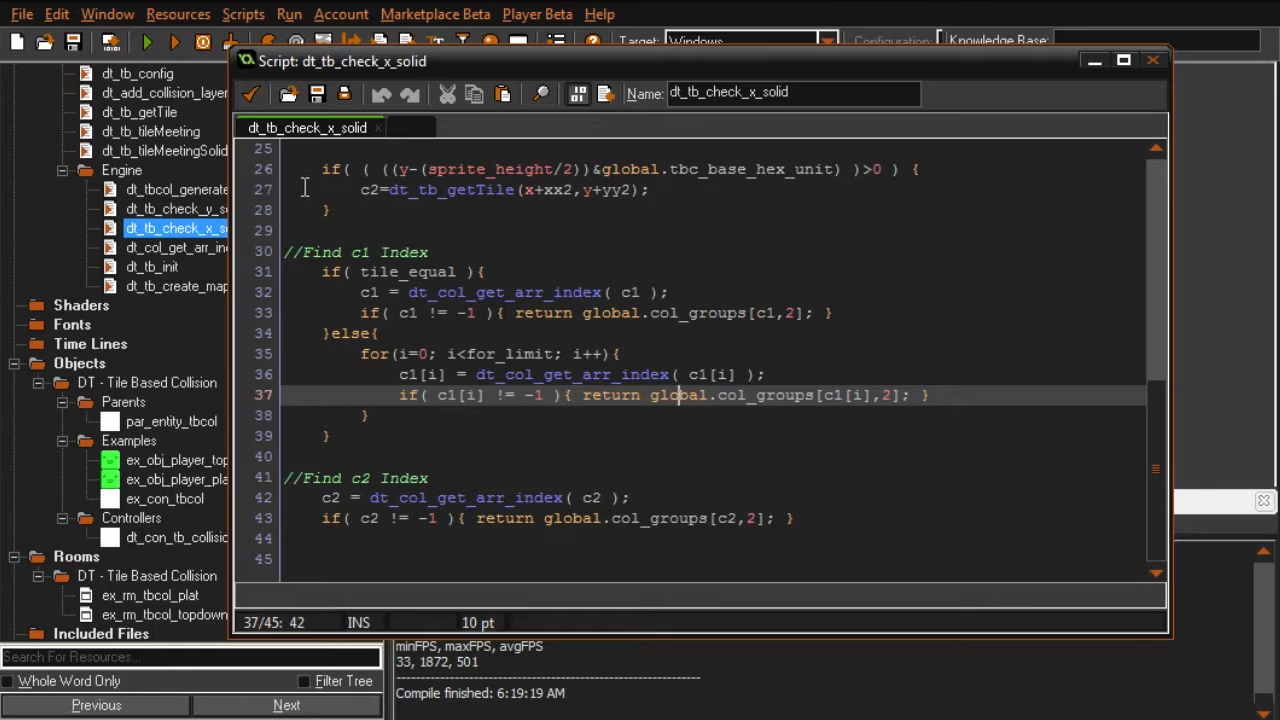 File Edit Window Resources Scripts Run Account Marketplace Beta Player Beta Help
Target: Windows Configuration: Knowledge Base:
dt_tb_config
dt_add_collision_layer
dt_tb_getTile
dt_tb_tileMeeting
dt_tb_tileMeetingSolid
Engine
dt_tbcol_generate
dt_tb_check_y_s
dt_tb_check_x_s
dt_col_get_arr_in
dt_tb_init
dt_tb_create_map
Shaders
Fonts
Time Lines
Objects
DT - Tile Based Collision
Parents
par_entity_tbcol
Examples
ex_obj_player_top
ex_obj_player_pla
ex_con_tbcol
Controllers
dt_con_tb_collisio
Rooms
DT - Tile Based Collision
ex_rm_tbcol_plat
ex_rm_tbcol_topdown
Included Files
Search For Resources...
Whole Word Only Filter Tree
Previous Next
Script: dt_tb_check_x_solid
Name: dt_tb_check_x_solid
dt_tb_check_x_solid x
25
26 if( ( ((y-(sprite_height/2))&global.tbc_base_hex_unit) )>0 ) {
27 c2=dt_tb_getTile(x+xx2,y+yy2);
28 }
29
30 //Find c1 Index
31 if( tile_equal ){
32 c1 = dt_col_get_arr_index( c1 );
33 if( c1 != -1 ){ return global.col_groups[c1,2]; }
34 }else{
35 for(i=0; i<for_limit; i++){
36 c1[i] = dt_col_get_arr_index( c1[i] );
37 if( c1[i] != -1 ){ return global.col_groups[c1[i],2]; }
38 }
39 }
40
41 //Find c2 Index
42 c2 = dt_col_get_arr_index( c2 );
43 if( c2 != -1 ){ return global.col_groups[c2,2]; }
44
45
37/45: 42 INS 10 pt
minFPS, maxFPS, avgFPS
33, 1872, 501
Compile finished: 6:19:19 AM